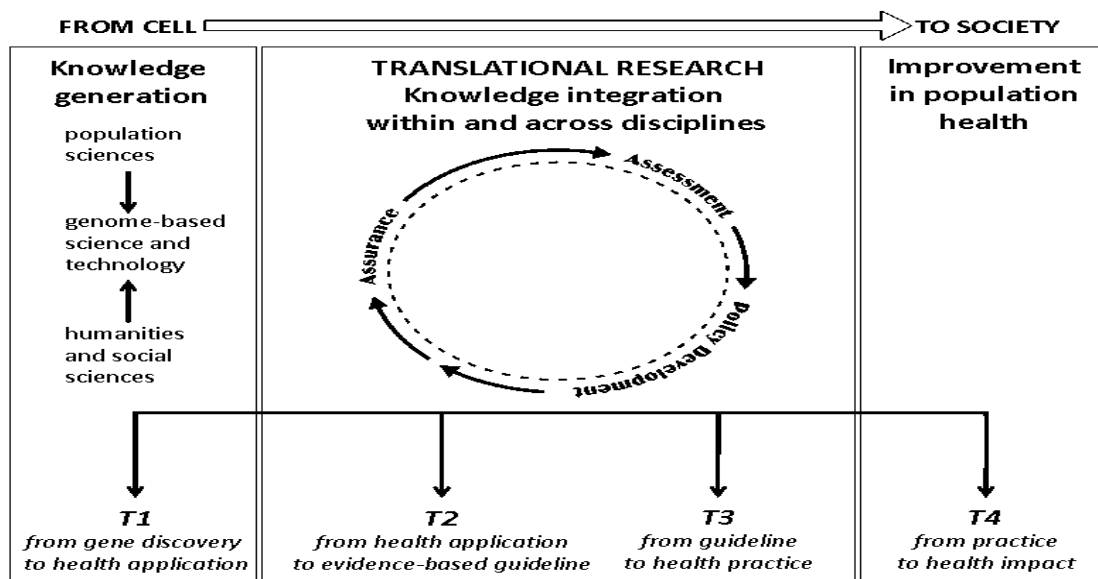 FROM CELL
TO SOCIETY
Knowledge
generation
population
sciences
genome-based
science and
technology
humanities
and social
sciences
TRANSLATIONAL RESEARCH
Knowledge integration
within and across disciplines
Assessment
Policy Development
Assurance
Improvement
in population
health
T1
from gene discovery
to health application
T2
from health application
to evidence-based guideline
T3
from guideline
to health practice
T4
from practice
to health impact